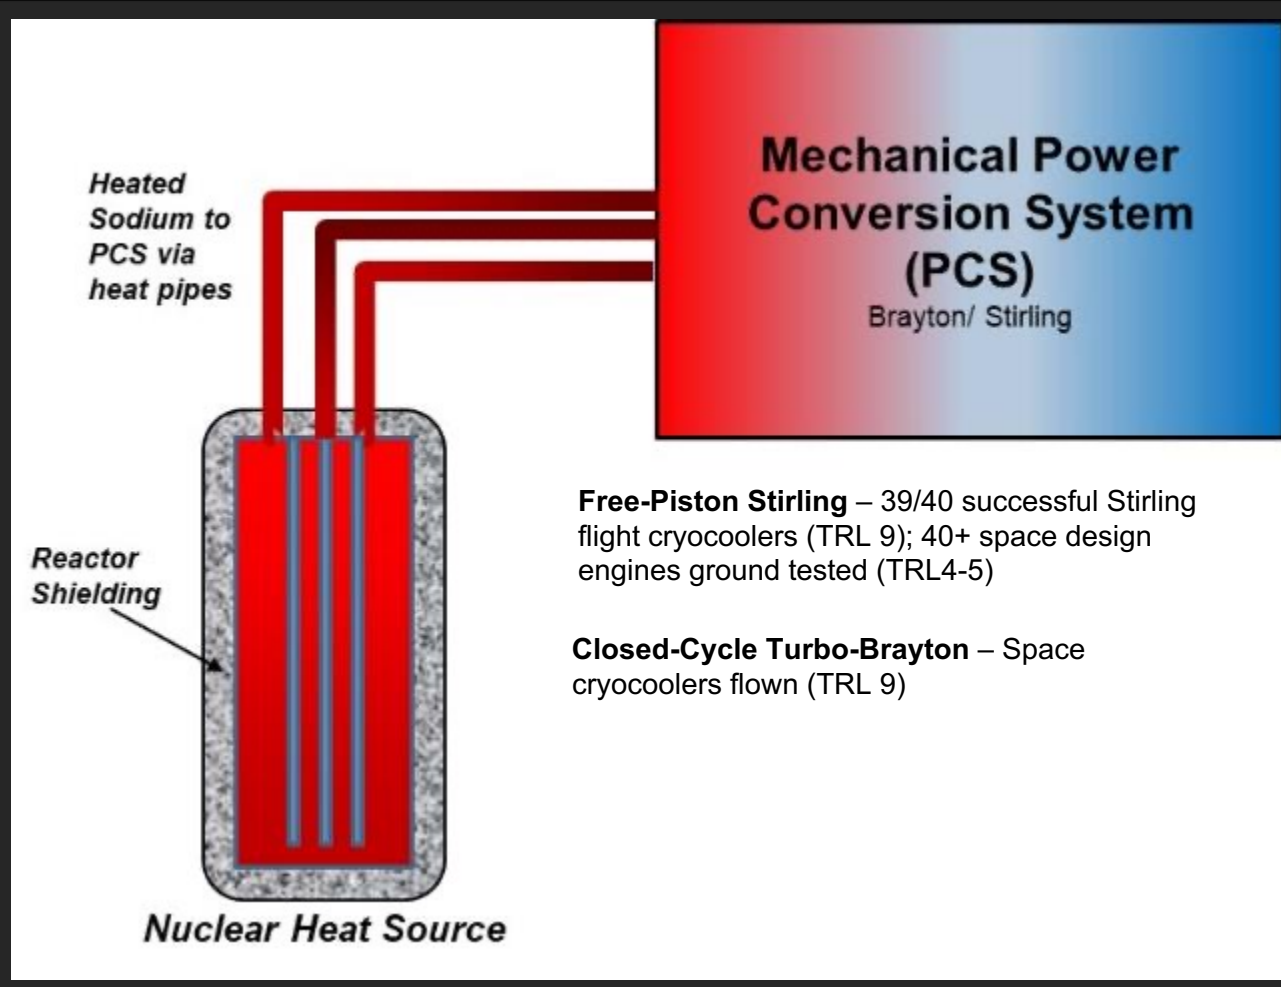 Mechanical Power
Conversion System
(PCS)
Brayton/ Stirling
Heated
Sodium to
PCS via
heat pipes
Free-Piston Stirling – 39/40 successful Stirling
flight cryocoolers (TRL 9); 40+ space design
engines ground tested (TRL4-5)
Reactor
Shielding
Closed-Cycle Turbo-Brayton – Space
cryocoolers flown (TRL 9)
Nuclear Heat Source